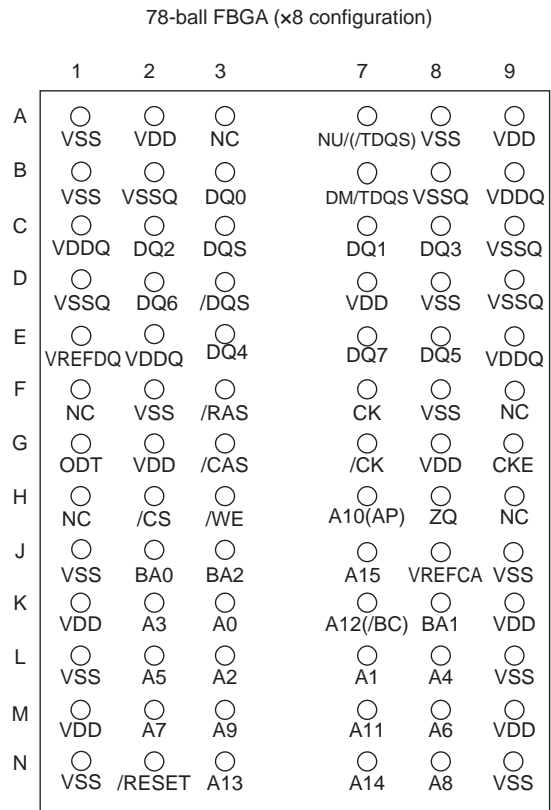 78-ball FBGA (×8 configuration)
1 2 3 7 8 9
A
VSS VDD NC NU/(/TDQS) VSS VDD
B
VSS VSSQ DQ0 DM/TDQS VSSQ VDDQ
C
VDDQ DQ2 DQS DQ1 DQ3 VSSQ
D
VSSQ DQ6 /DQS VDD VSS VSSQ
E
VREFDQ VDDQ DQ4 DQ7 DQ5 VDDQ
F
NC VSS /RAS CK VSS NC
G
ODT VDD /CAS /CK VDD CKE
H
NC /CS /WE A10(AP) ZQ NC
J
VSS BA0 BA2 A15 VREFCA VSS
K
VDD A3 A0 A12(/BC) BA1 VDD
L
VSS A5 A2 A1 A4 VSS
M
VDD A7 A9 A11 A6 VDD
N
VSS /RESET A13 A14 A8 VSS